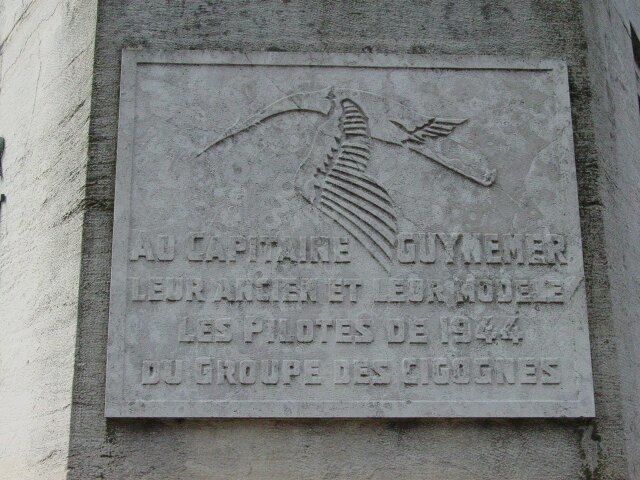 AU CAPITAINE GUYNEMER
LEUR ANCIEN ET LEUR MODELE
LES PILOTES DE 1944
DU GROUPE DES CIGOGNES